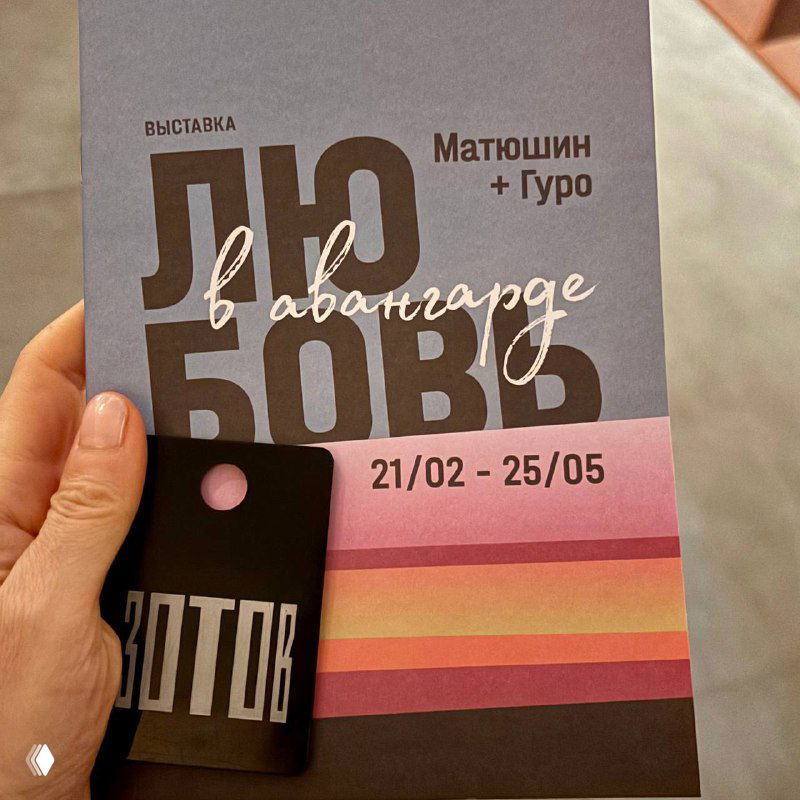 ВЫСТАВКА
Матюшин
+ Гуро
ЛЮ
в авангарде
БОВЬ
21/02 - 25/05
ЗОТОВ